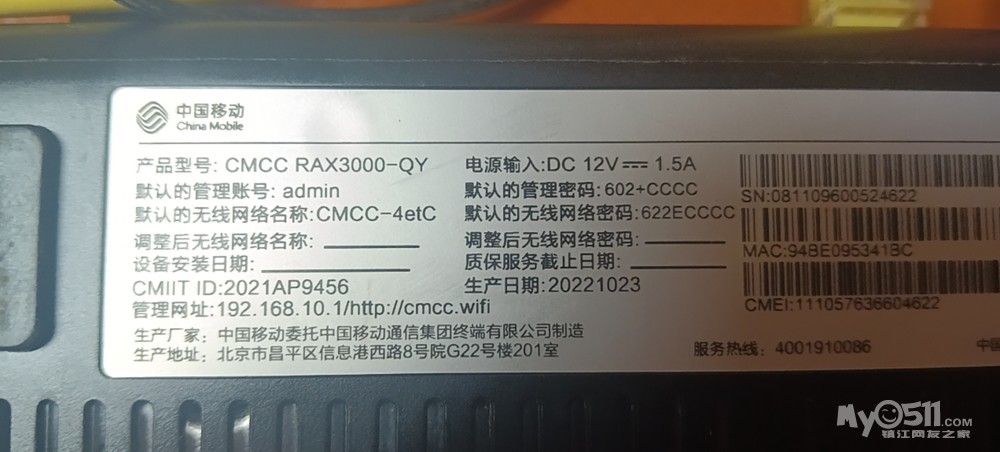 中国移动
China Mobile
产品型号: CMCC RAX3000-QY
电源输入:DC 12V⎓1.5A
默认的管理账号: admin
默认的管理密码:602+CCCC
默认的无线网络名称:CMCC-4etC
默认的无线网络密码:622ECCCC
调整后无线网络名称:
调整后无线网络密码:
设备安装日期:
质保服务截止日期:
CMIIT ID:2021AP9456
生产日期:20221023
管理网址:192.168.10.1/http://cmcc.wifi
生产厂家: 中国移动委托中国移动通信集团终端有限公司制造
生产地址: 北京市昌平区信息港西路8号院G22号楼201室
服务热线: 4001910086
中国
SN:081109600524622
MAC:94BE095341BC
CMEI:111057636604622
My0511.COM
镇江网友之家